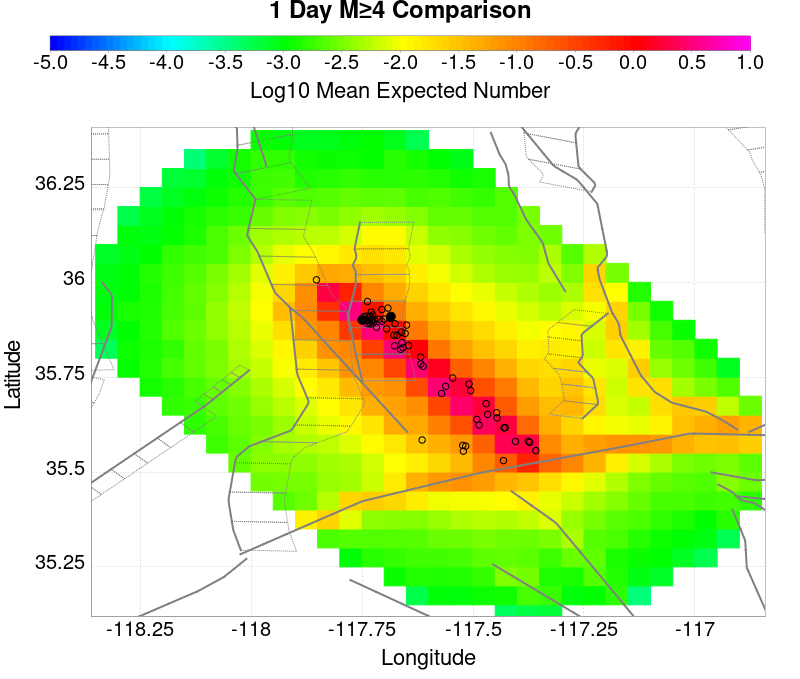 1 Day M≥4 Comparison
-5.0 -4.5 -4.0 -3.5 -3.0 -2.5 -2.0 -1.5 -1.0 -0.5 0.0 0.5 1.0
Log10 Mean Expected Number
36.25
36
35.75
35.5
35.25
Latitude
-118.25 -118 -117.75 -117.5 -117.25 -117
Longitude